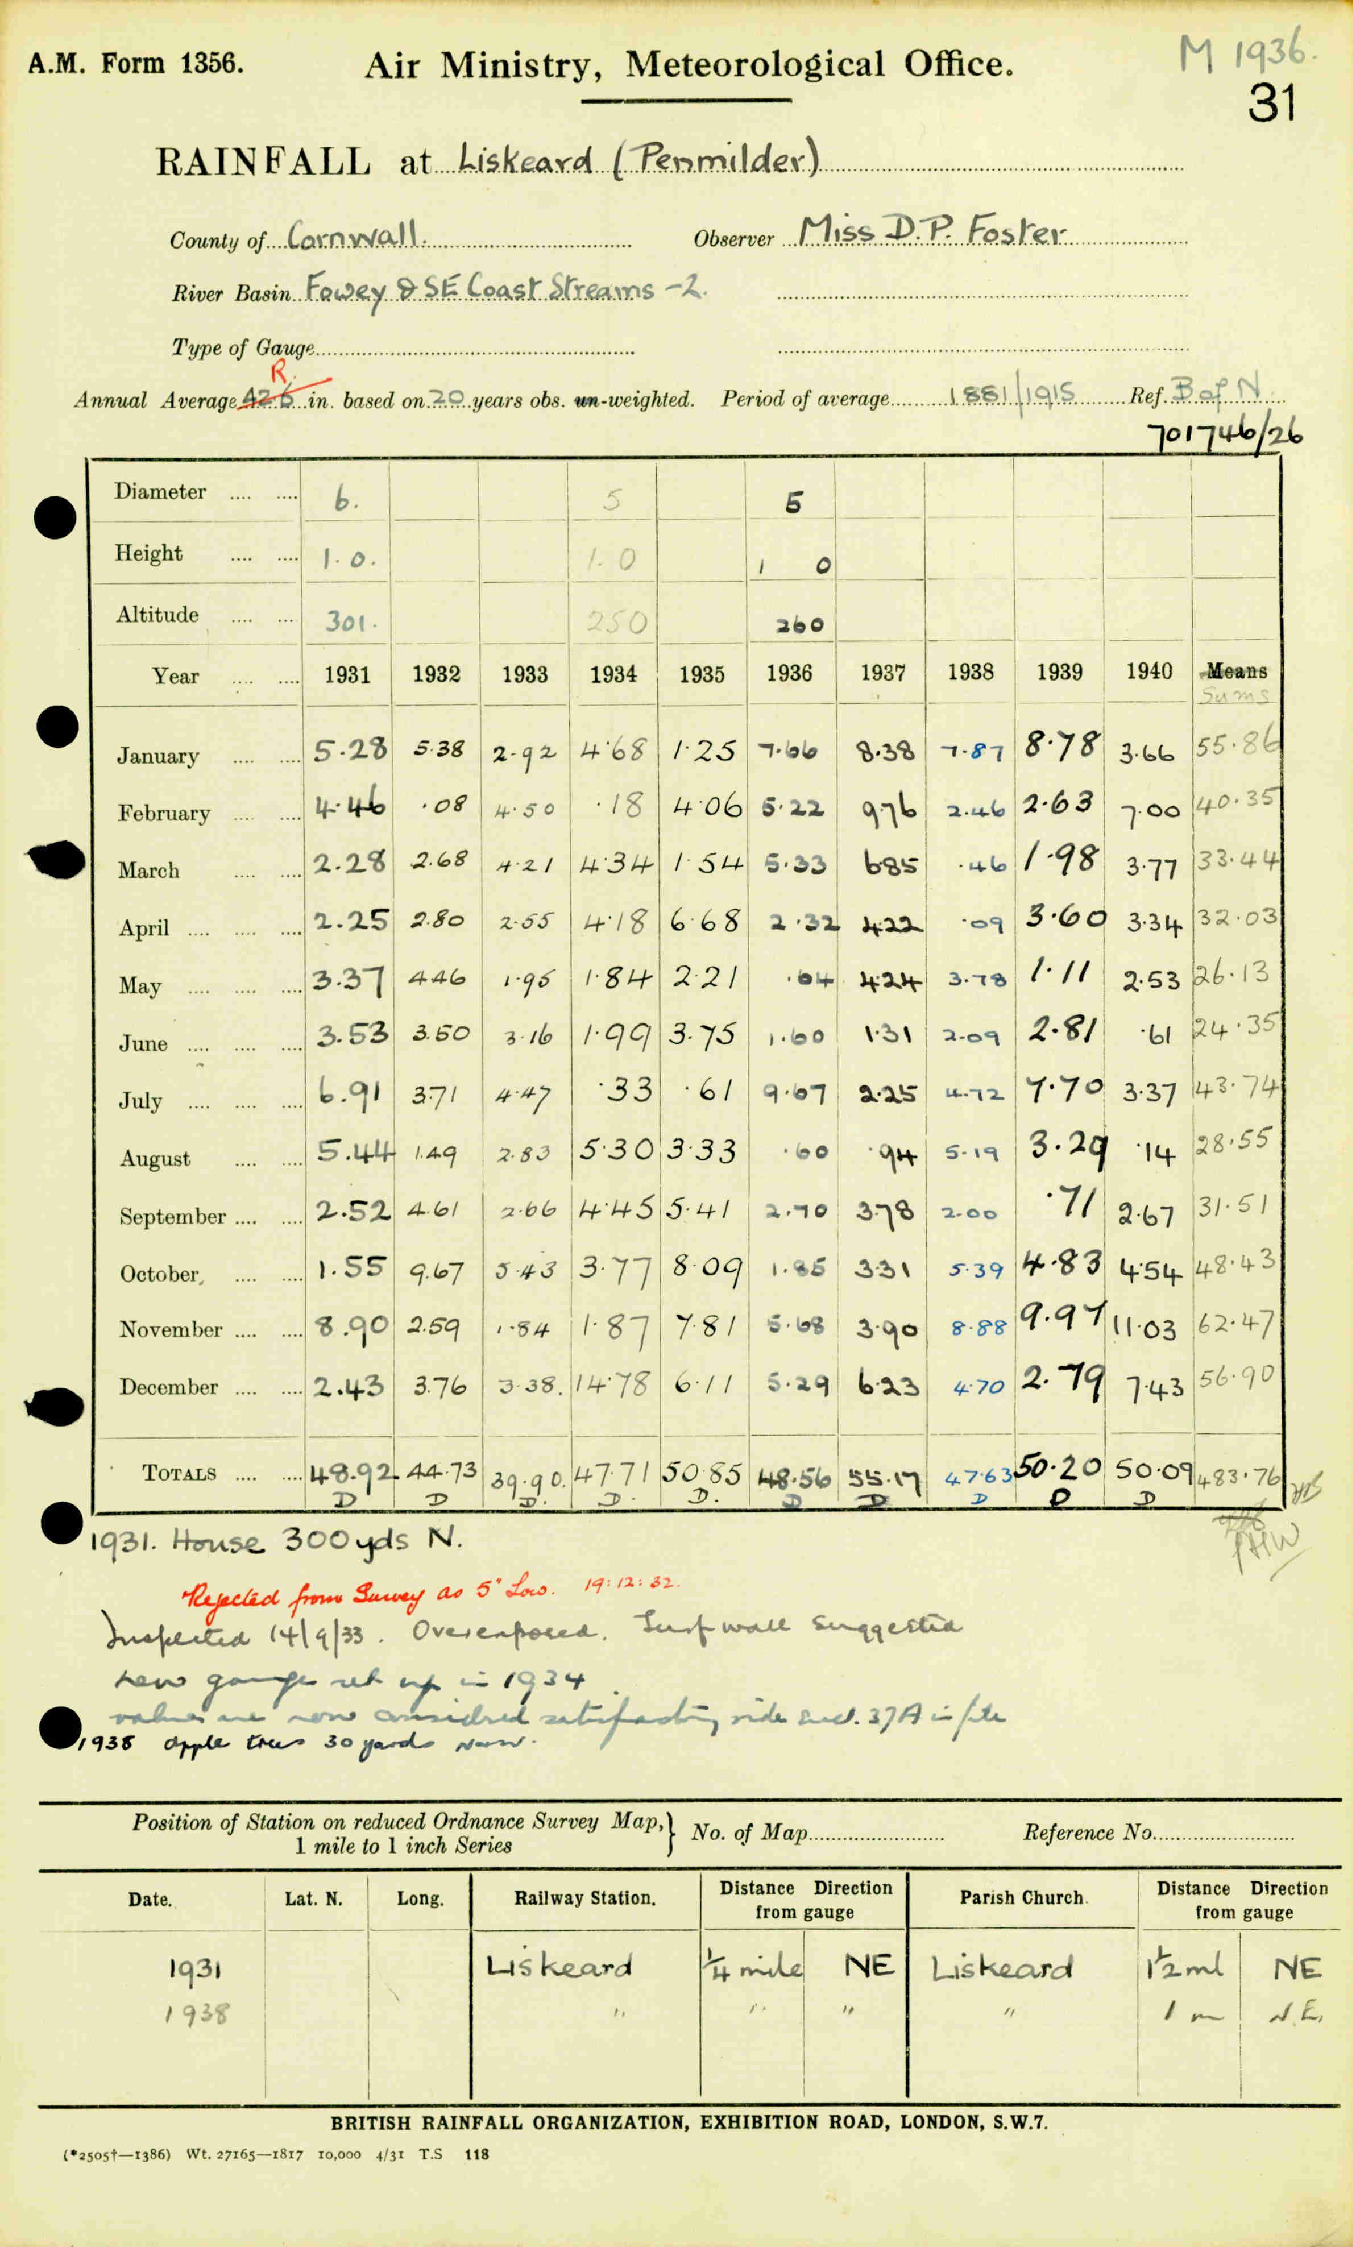 A.M. Form 1356.
Air Ministry, Meteorological Office.
M 1936.
31
RAINFALL at Liskeard (Penmilder)
County of Cornwall. Observer Miss D.P. Foster
River Basin Fowey & SE Coast Streams -2.
Type of Gauge
R.
Annual Average 42.6 in. based on 20 years obs. un-weighted. Period of average 1881/1915 Ref. B of N
701746/26
Diameter .... .... 6. 5 5
Height .... .... 1.0. 1.0 1 0
Altitude .... .... 301. 250 260
Year .... .... 1931 1932 1933 1934 1935 1936 1937 1938 1939 1940 Means
Sums
January .... .... 5.28 5.38 2.92 4.68 1.25 7.66 8.38 7.87 8.78 3.66 55.86
February .... .... 4.46 .08 4.50 .18 4.06 5.22 9.76 2.46 2.63 7.00 40.35
March .... .... 2.28 2.68 4.21 4.34 1.54 5.33 6.85 .46 1.98 3.77 33.44
April .... .... .... 2.25 2.80 2.55 4.18 6.68 2.32 4.22 .09 3.60 3.34 32.03
May .... .... .... 3.37 4.46 1.95 1.84 2.21 .64 4.24 3.78 1.11 2.53 26.13
June .... .... .... 3.53 3.50 3.16 1.99 3.75 1.60 1.31 2.09 2.81 .61 24.35
July .... .... .... 6.91 3.71 4.47 .33 .61 9.67 2.25 4.72 7.70 3.37 43.74
August .... .... 5.44 1.49 2.83 5.30 3.33 .60 .94 5.19 3.29 .14 28.55
September .... .... 2.52 4.61 2.66 4.45 5.41 2.70 3.78 2.00 .71 2.67 31.51
October .... .... 1.55 9.67 5.43 3.77 8.09 1.85 3.31 5.39 4.83 4.54 48.43
November .... .... 8.90 2.59 1.84 1.87 7.81 5.68 3.90 8.88 9.97 11.03 62.47
December .... .... 2.43 3.76 3.38. 14.78 6.11 5.29 6.23 4.70 2.79 7.43 56.90
TOTALS .... .... 48.92 44.73 39.90. 47.71 50.85 48.56 55.17 47.63 50.20 50.09 483.76
D D D. D. D. D D D D D
1931. House 300yds N.
Rejected from Survey as 5" Low. 19:12:32.
Inspected 14/9/33. Overexposed. Turf wall suggested
New gauge set up in 1934.
values are now considered satisfactory vide encl. 37A in file
1938 Apple trees 30 yards
Position of Station on reduced Ordnance Survey Map,} No. of Map Reference No.
1 mile to 1 inch Series
Date. Lat. N. Long. Railway Station. Distance Direction from gauge Parish Church. Distance Direction from gauge
1931 Liskeard ¼ mile NE Liskeard 1½ ml NE
1938 " " " " 1 m N.E.
BRITISH RAINFALL ORGANIZATION, EXHIBITION ROAD, LONDON, S.W.7.
(*2505†—1386) Wt. 27165—1817 10,000 4/31 T.S 118